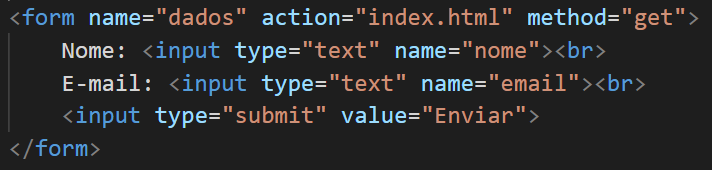 <form name="dados" action="index.html" method="get">
    Nome: <input type="text" name="nome"><br>
    E-mail: <input type="text" name="email"><br>
    <input type="submit" value="Enviar">
</form>